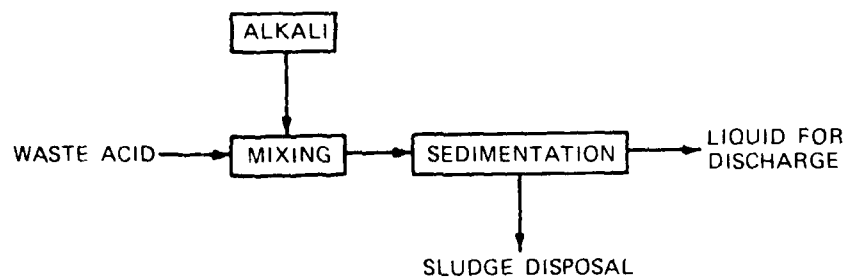 ALKALI
WASTE ACID
MIXING
SEDIMENTATION
LIQUID FOR
DISCHARGE
SLUDGE DISPOSAL